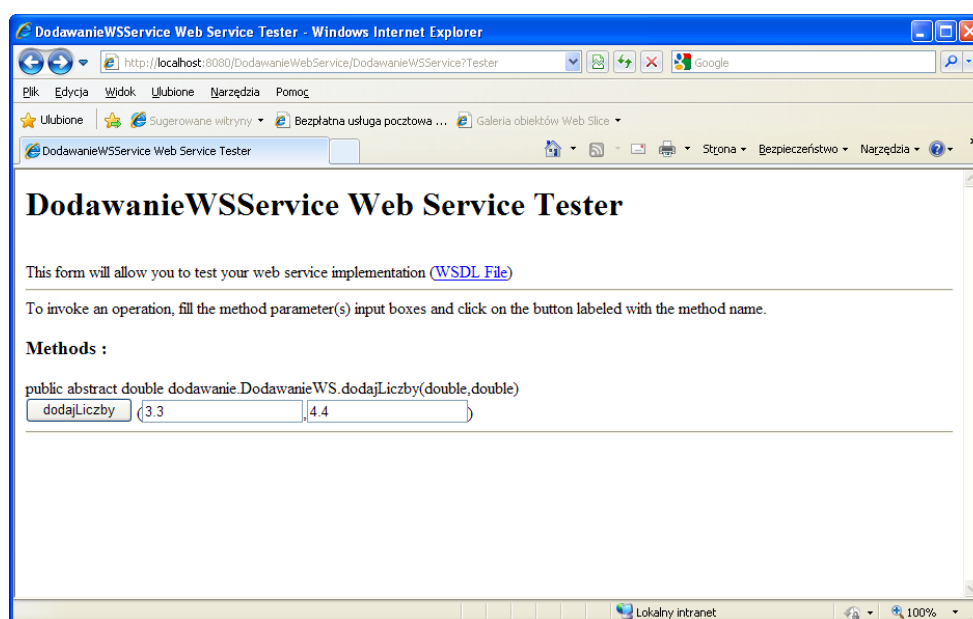 DodawanieWSService Web Service Tester - Windows Internet Explorer
http://localhost:8080/DodawanieWebService/DodawanieWSService?Tester
Google
Plik Edycja Widok Ulubione Narzędzia Pomoc
Ulubione Sugerowane witryny Bezpłatna usługa pocztowa ... Galeria obiektów Web Slice
DodawanieWSService Web Service Tester Strona Bezpieczeństwo Narzędzia
DodawanieWSService Web Service Tester
This form will allow you to test your web service implementation (WSDL File)
To invoke an operation, fill the method parameter(s) input boxes and click on the button labeled with the method name.
Methods :
public abstract double dodawanie.DodawanieWS.dodajLiczby(double,double)
dodajLiczby (3.3 ,4.4 )
Lokalny intranet 100%